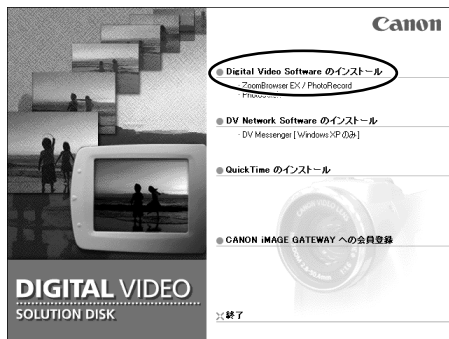 Canon
Digital Video Software のインストール
- ZoomBrowser EX / PhotoRecord
DV Network Software のインストール
- DV Messenger [Windows XP のみ]
QuickTime のインストール
CANON iMAGE GATEWAY への会員登録
DIGITAL VIDEO
SOLUTION DISK
終了